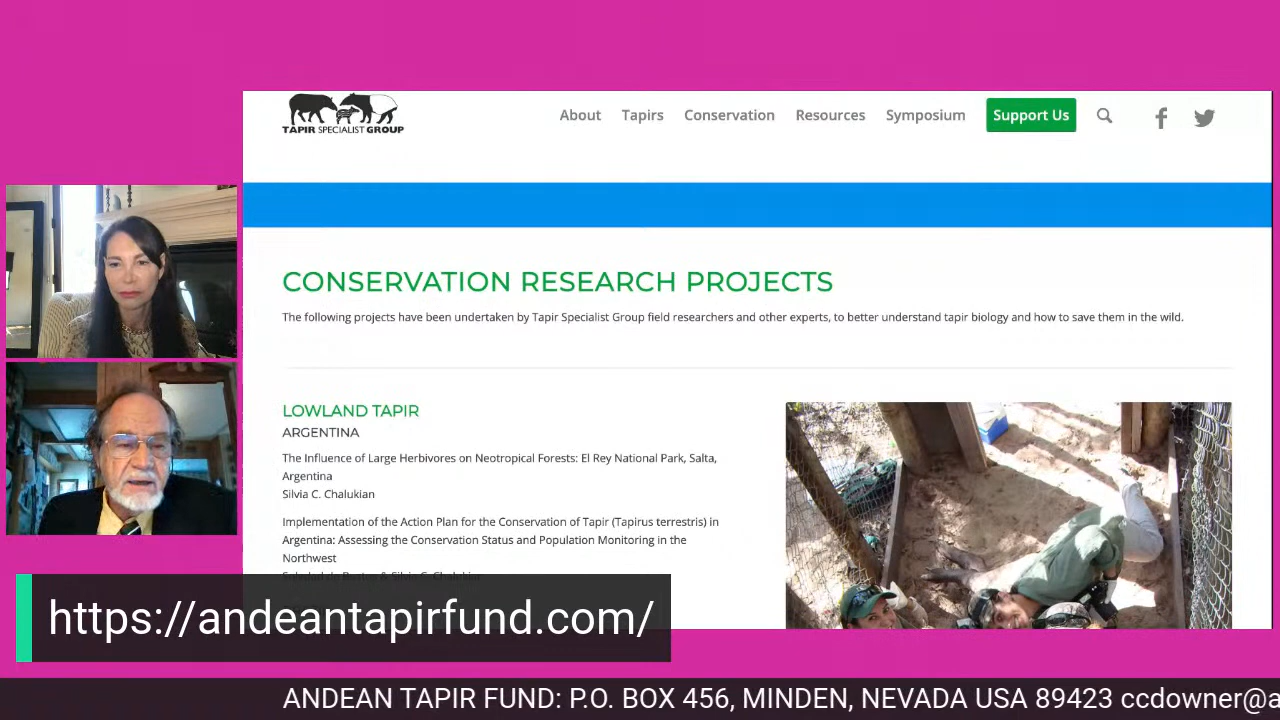 TAPIR SPECIALIST GROUP
About Tapirs Conservation Resources Symposium Support Us
CONSERVATION RESEARCH PROJECTS
The following projects have been undertaken by Tapir Specialist Group field researchers and other experts, to better understand tapir biology and how to save them in the wild.
LOWLAND TAPIR
ARGENTINA
The Influence of Large Herbivores on Neotropical Forests: El Rey National Park, Salta,
Argentina
Silvia C. Chalukian
Implementation of the Action Plan for the Conservation of Tapir (Tapirus terrestris) in
Argentina: Assessing the Conservation Status and Population Monitoring in the
Northwest
Soledad de Bustos & Silvia C. Chalukian
https://andeantapirfund.com/
ANDEAN TAPIR FUND: P.O. BOX 456, MINDEN, NEVADA USA 89423 ccdowner@a